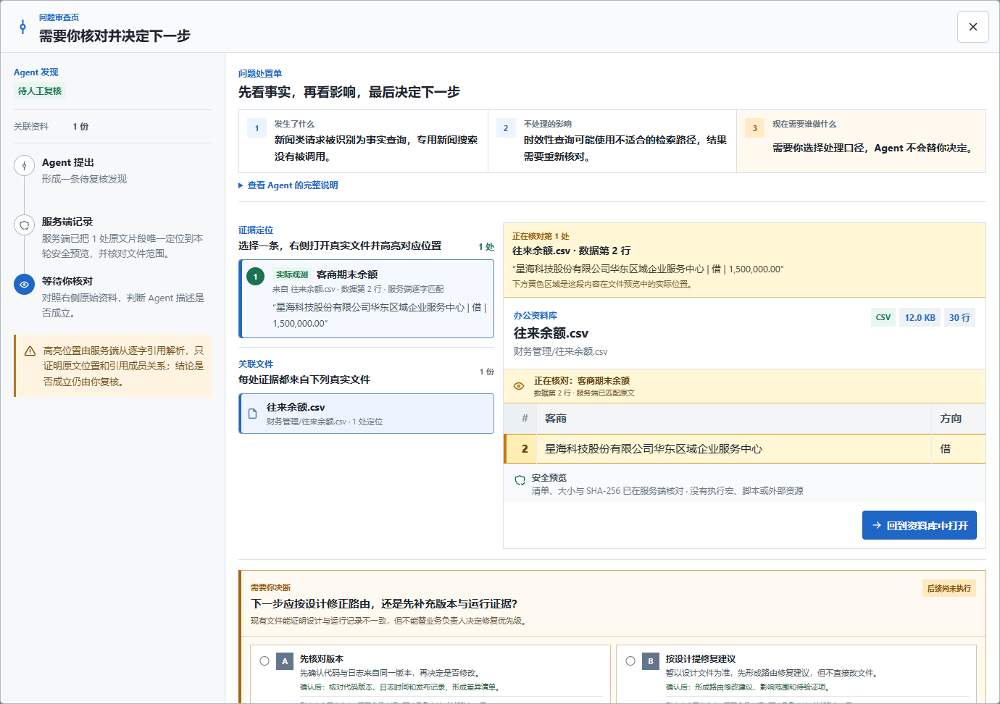 问题审查页
需要你核对并决定下一步
Agent 发现
待人工复核
关联资料 1 份
Agent 提出
形成一条待复核发现
服务端记录
服务端已把 1 处原文片段唯一定位到本
轮安全预览，并核对文件范围。
等待你核对
对照右侧原始资料，判断 Agent 描述是
否成立。
高亮位置由服务端从逐字引用解析，只
证明原文位置和引用成员关系；结论是
否成立仍由你复核。
问题处置单
先看事实，再看影响，最后决定下一步
1
发生了什么
新闻类请求被识别为事实查询，专用新闻搜索
没有被调用。
2
不处理的影响
时效性查询可能使用不适合的检索路径，结果
需要重新核对。
3
现在需要谁做什么
需要你选择处理口径，Agent 不会替你决定。
查看 Agent 的完整说明
证据定位
选择一条，右侧打开真实文件并高亮对应位置
1 处
1
实际观测 客商期末余额
来自 往来余额.csv · 数据第 2 行 · 服务端逐字匹配
“星海科技股份有限公司华东区域企业服务中心 | 借 |
1,500,000.00”
关联文件
每处证据都来自下列真实文件
1 份
往来余额.csv
财务管理/往来余额.csv · 1 处定位
正在核对第 1 处
往来余额.csv · 数据第 2 行
“星海科技股份有限公司华东区域企业服务中心 | 借 | 1,500,000.00”
下方黄色区域是这段内容在文件预览中的实际位置。
办公资料库
往来余额.csv
财务管理/往来余额.csv
CSV 12.0 KB 30 行
正在核对：客商期末余额
数据第 2 行 · 服务端已匹配原文
# 客商 方向
2 星海科技股份有限公司华东区域企业服务中心 借
安全预览
清单、大小与 SHA-256 已在服务端核对 · 没有执行宏、脚本或外部资源
回到资料库中打开
需要你决断
下一步应按设计修正路由，还是先补充版本与运行证据？
现有文件能证明设计与运行记录不一致，但不能替业务负责人决定修复优先级。
后续尚未执行
A
先核对版本
先确认代码与日志来自同一版本，再决定是否修改。
确认后：核对代码版本、日志时间和发布记录，形成差异清单。
B
按设计提修复建议
暂以设计文件为准，先形成路由修复建议，但不直接改文件。
确认后：形成路由修改建议、影响范围和待验证项。